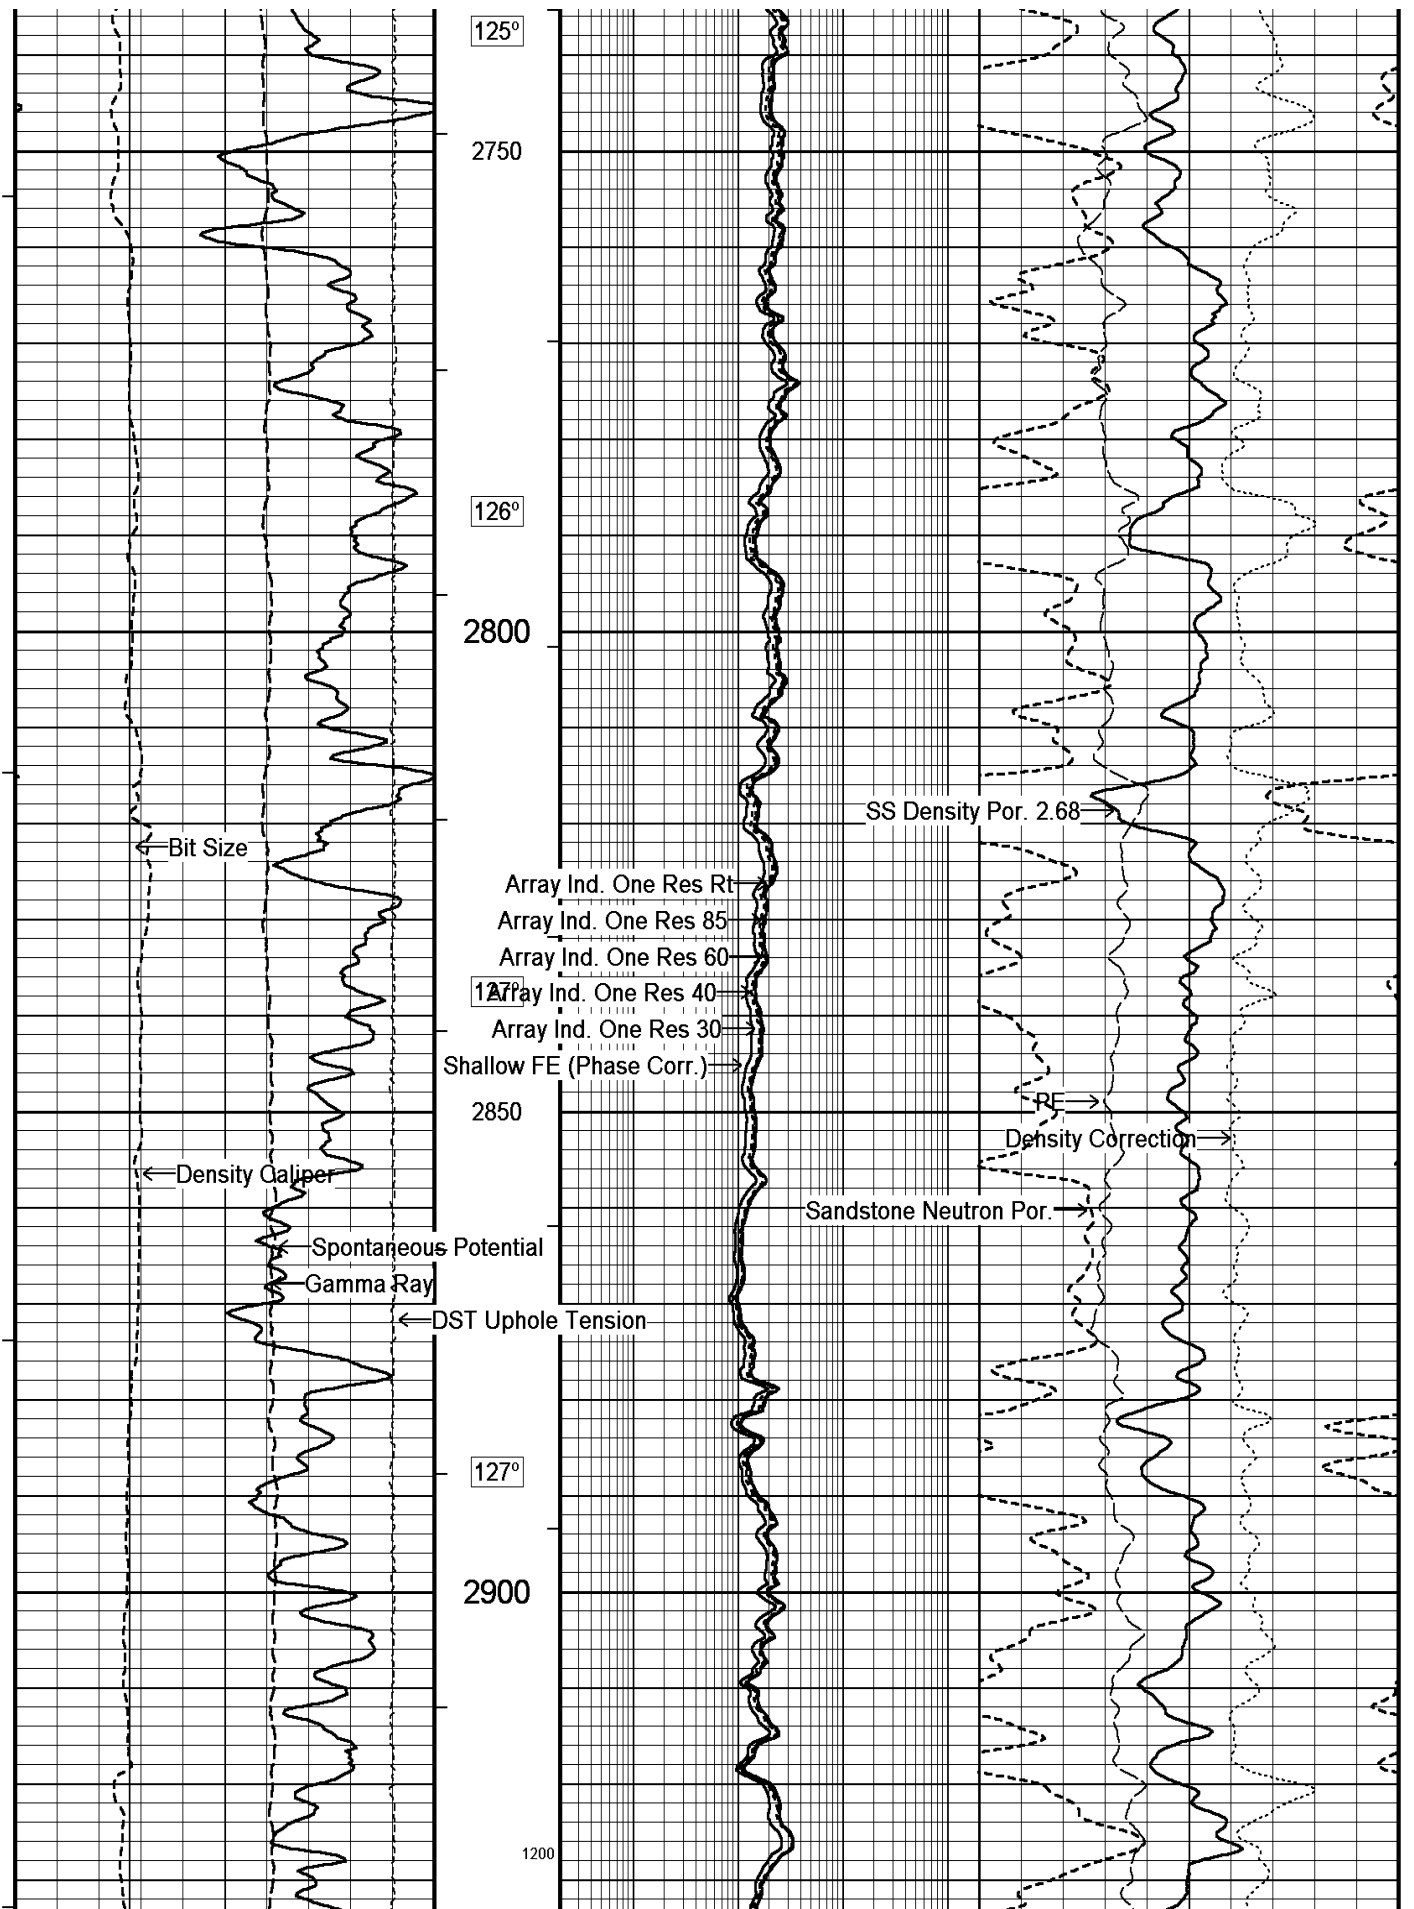 125°
2750
126°
2800
SS Density Por. 2.68
Bit Size
Array Ind. One Res Rt
Array Ind. One Res 85
Array Ind. One Res 60
127°
Array Ind. One Res 40
Array Ind. One Res 30
Shallow FE (Phase Corr.)
PE
2850
Density Correction
Density Caliper
Sandstone Neutron Por.
Spontaneous Potential
Gamma Ray
DST Uphole Tension
127°
2900
1200